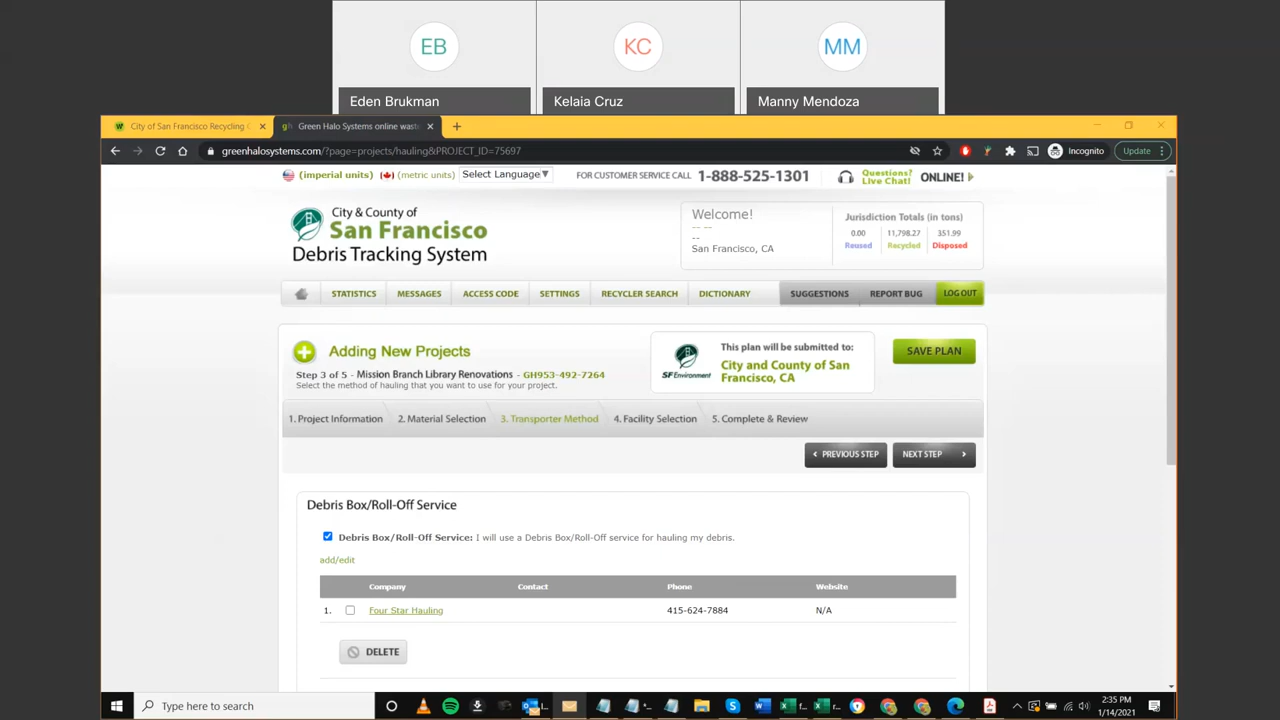 EB
KC
MM
Eden Brukman
Kelaia Cruz
Manny Mendoza
City of San Francisco Recycling
Green Halo Systems online wast
greenhalosystems.com/?page=projects/hauling&PROJECT_ID=75697
Incognito
Update
(imperial units) (metric units) Select Language▼
FOR CUSTOMER SERVICE CALL 1-888-525-1301
Questions?
Live Chat!
ONLINE!
City & County of
San Francisco
Debris Tracking System
Welcome!
-- --
--
San Francisco, CA
Jurisdiction Totals (in tons)
0.00 11,798.27 351.99
Reused Recycled Disposed
STATISTICS MESSAGES ACCESS CODE SETTINGS RECYCLER SEARCH DICTIONARY SUGGESTIONS REPORT BUG LOG OUT
Adding New Projects
Step 3 of 5 - Mission Branch Library Renovations - GH953-492-7264
Select the method of hauling that you want to use for your project.
SF Environment
This plan will be submitted to:
City and County of San
Francisco, CA
SAVE PLAN
1. Project Information 2. Material Selection 3. Transporter Method 4. Facility Selection 5. Complete & Review
PREVIOUS STEP NEXT STEP
Debris Box/Roll-Off Service
Debris Box/Roll-Off Service: I will use a Debris Box/Roll-Off service for hauling my debris.
add/edit
Company Contact Phone Website
1. Four Star Hauling 415-624-7884 N/A
DELETE
Type here to search
2:35 PM
1/14/2021